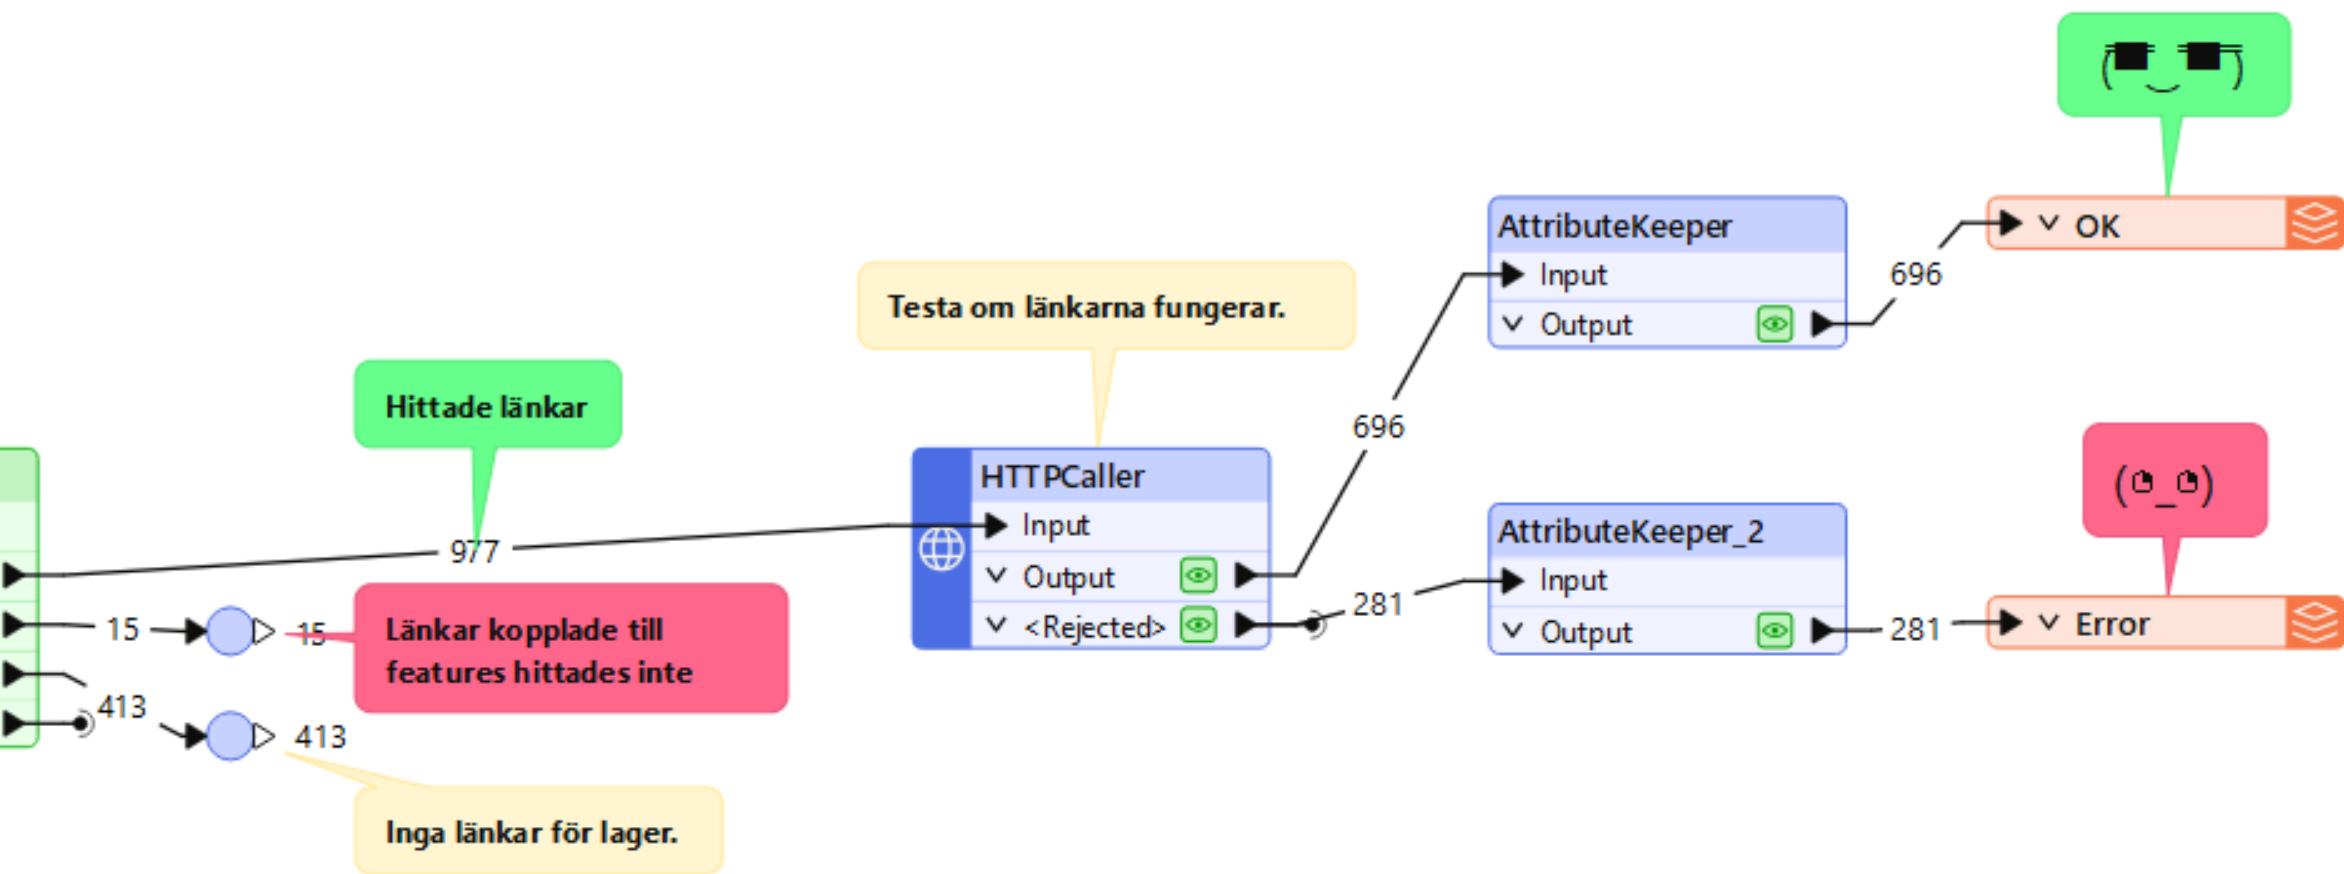 (▀̿_▀̿)
AttributeKeeper
Input
Output
696
OK
Testa om länkarna fungerar.
696
Hittade länkar
977
HTTPCaller
Input
Output
<Rejected>
281
AttributeKeeper_2
Input
Output
281
(◔_◔)
Error
15
15
Länkar kopplade till
features hittades inte
413
413
Inga länkar för lager.